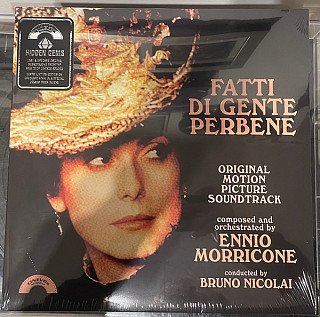 HIDDEN GEMS
FATTI
DI GENTE
PERBENE
ORIGINAL
MOTION
PICTURE
SOUNDTRACK
composed and
orchestrated by
ENNIO
MORRICONE
conducted by
BRUNO NICOLAI